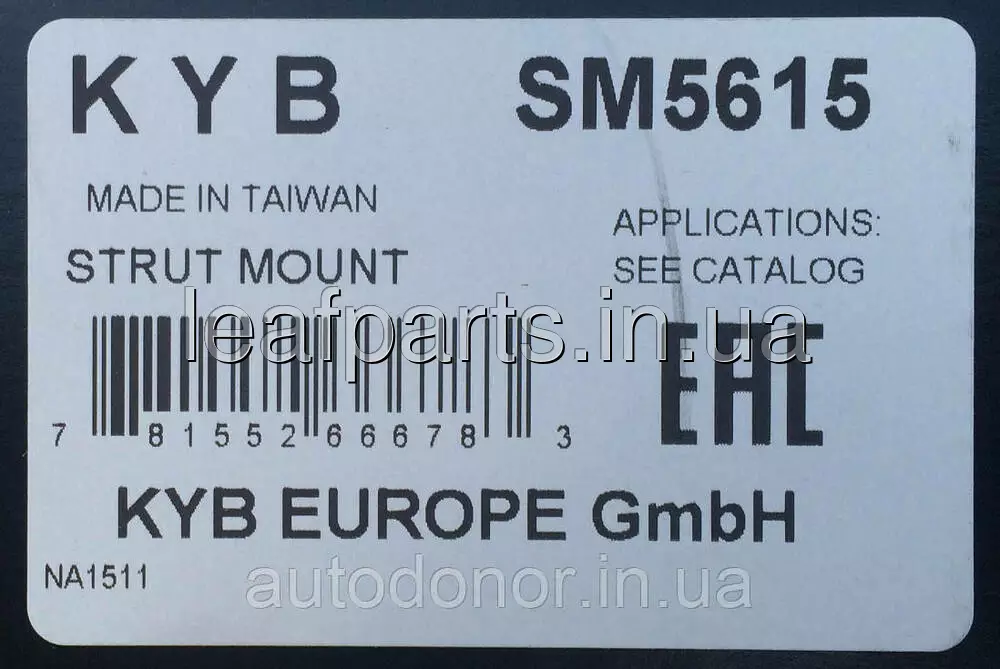 KYB SM5615
MADE IN TAIWAN
APPLICATIONS:
STRUT MOUNT
SEE CATALOG
leafparts.in.ua
EAC
7 81552 66678 3
KYB EUROPE GmbH
NA1511
autodonor.in.ua